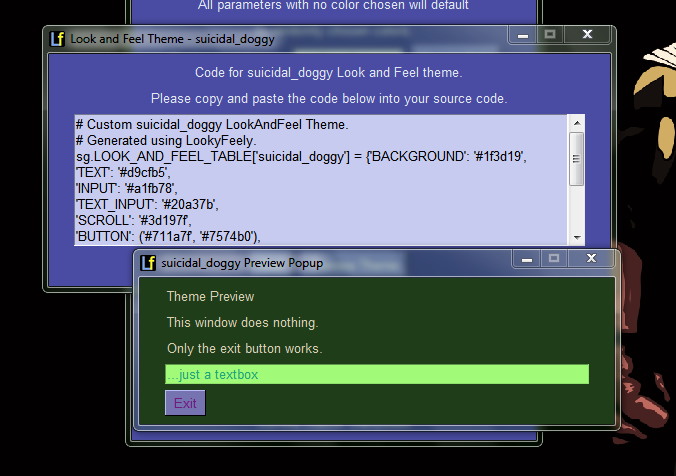 All parameters with no color chosen will default
Lf Look and Feel Theme - suicidal_doggy
Code for suicidal_doggy Look and Feel theme.
Please copy and paste the code below into your source code.
# Custom suicidal_doggy LookAndFeel Theme.
# Generated using LookyFeely.
sg.LOOK_AND_FEEL_TABLE['suicidal_doggy'] = {'BACKGROUND': '#1f3d19',
'TEXT': '#d9cfb5',
'INPUT': '#a1fb78',
'TEXT_INPUT': '#20a37b',
'SCROLL': '#3d197f',
'BUTTON': ('#711a7f', '#7574b0'),
Lf suicidal_doggy Preview Popup
Theme Preview
This window does nothing.
Only the exit button works.
...just a textbox
Exit